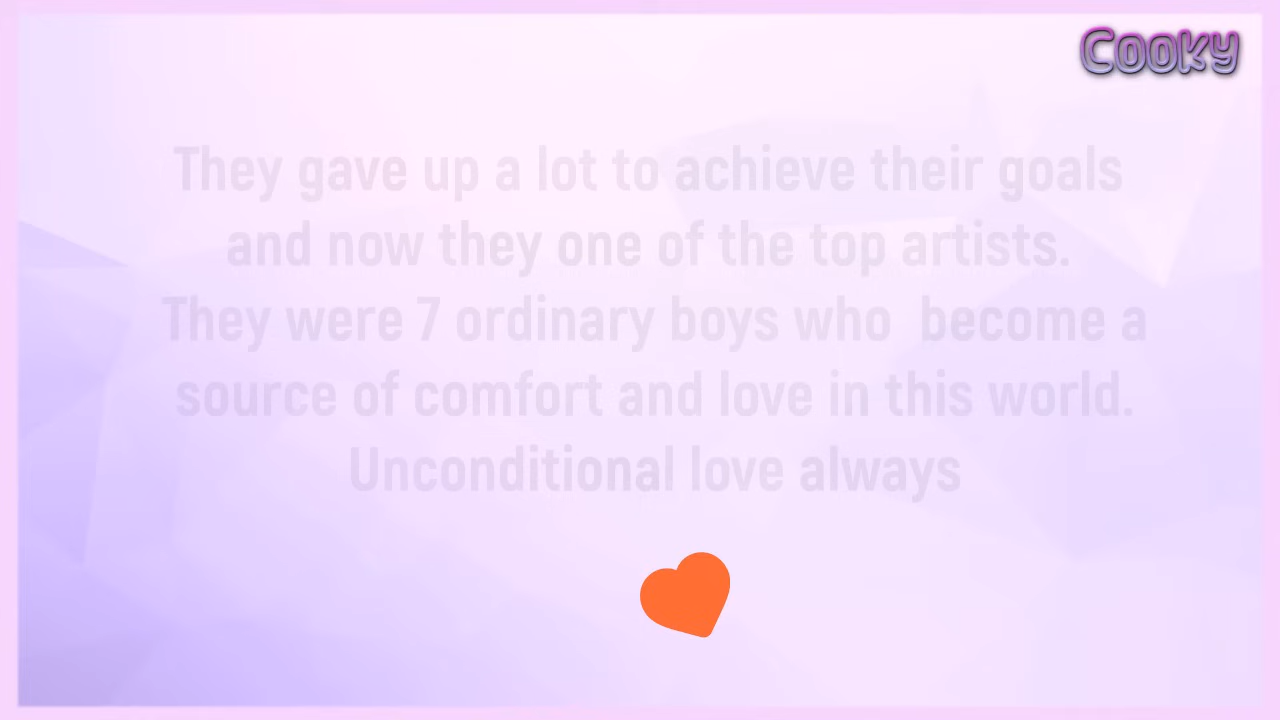 Cooky
They gave up a lot to achieve their goals
and now they one of the top artists.
They were 7 ordinary boys who  become a
source of comfort and love in this world.
Unconditional love always